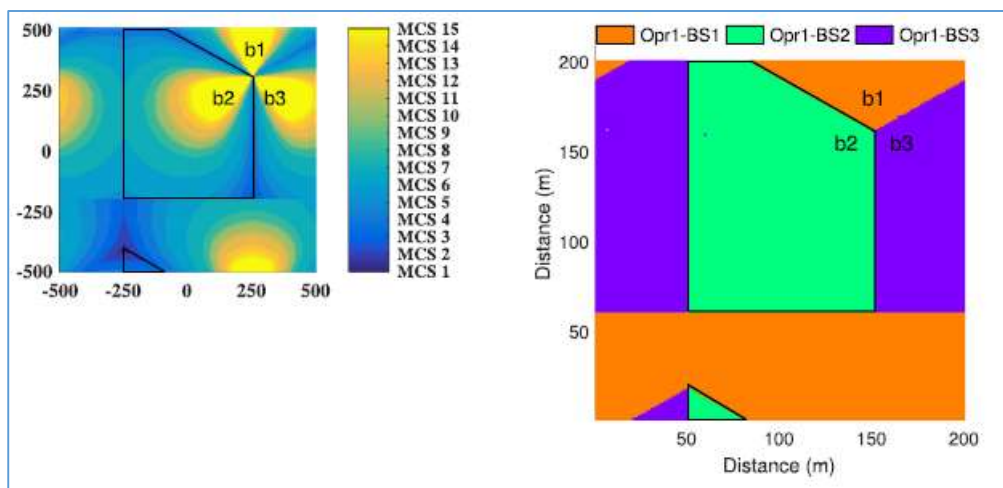 500
250
0
-250
-500
-500 -250 0 250 500
b1
b2 b3
MCS 15
MCS 14
MCS 13
MCS 12
MCS 11
MCS 10
MCS 9
MCS 8
MCS 7
MCS 6
MCS 5
MCS 4
MCS 3
MCS 2
MCS 1
Opr1-BS1 Opr1-BS2 Opr1-BS3
200
150
100
50
Distance (m)
b1
b2 b3
50 100 150 200
Distance (m)